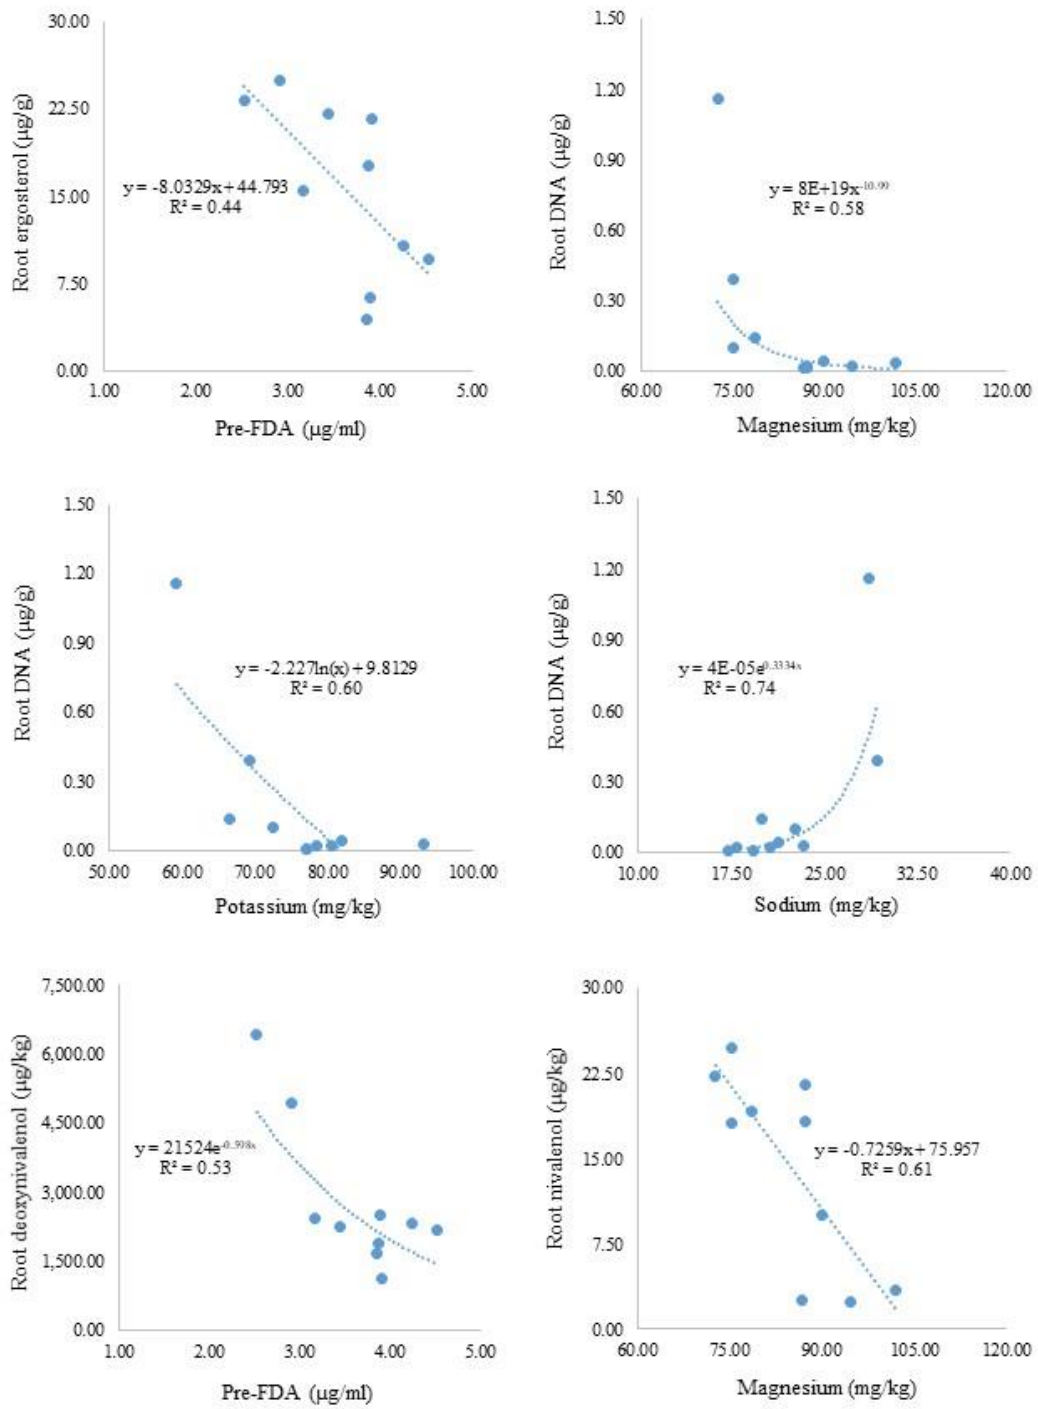 30.00
22.50
15.00
7.50
0.00
Root ergosterol (µg/g)
y = -8.0329x + 44.793
R² = 0.44
1.00 2.00 3.00 4.00 5.00
Pre-FDA (µg/ml)
1.50
1.20
0.90
0.60
0.30
0.00
Root DNA (µg/g)
y = 8E+19x^-10.99
R² = 0.58
60.00 75.00 90.00 105.00 120.00
Magnesium (mg/kg)
1.50
1.20
0.90
0.60
0.30
0.00
Root DNA (µg/g)
y = -2.227ln(x) + 9.8129
R² = 0.60
50.00 60.00 70.00 80.00 90.00 100.00
Potassium (mg/kg)
1.50
1.20
0.90
0.60
0.30
0.00
Root DNA (µg/g)
y = 4E-05e^0.3334x
R² = 0.74
10.00 17.50 25.00 32.50 40.00
Sodium (mg/kg)
7,500.00
6,000.00
4,500.00
3,000.00
1,500.00
0.00
Root deoxynivalenol (µg/kg)
y = 21524e^-0.598x
R² = 0.53
1.00 2.00 3.00 4.00 5.00
Pre-FDA (µg/ml)
30.00
22.50
15.00
7.50
0.00
Root nivalenol (µg/kg)
y = -0.7259x + 75.957
R² = 0.61
60.00 75.00 90.00 105.00 120.00
Magnesium (mg/kg)